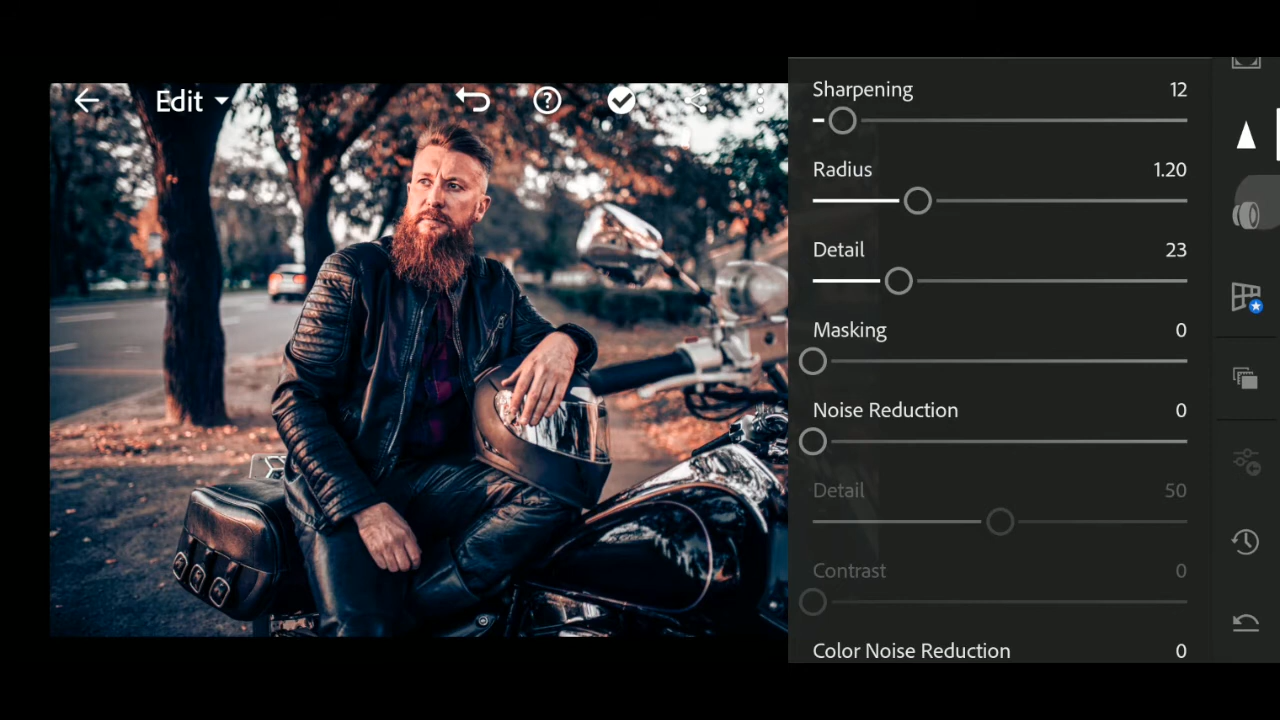 Edit
Sharpening 12
Radius 1.20
Detail 23
Masking 0
Noise Reduction 0
Detail 50
Contrast 0
Color Noise Reduction 0